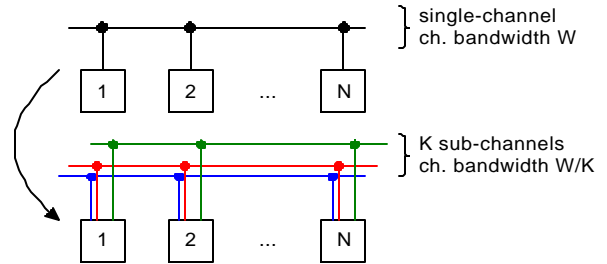 single-channel
ch. bandwidth W
1 2 ... N
K sub-channels
ch. bandwidth W/K
1 2 ... N